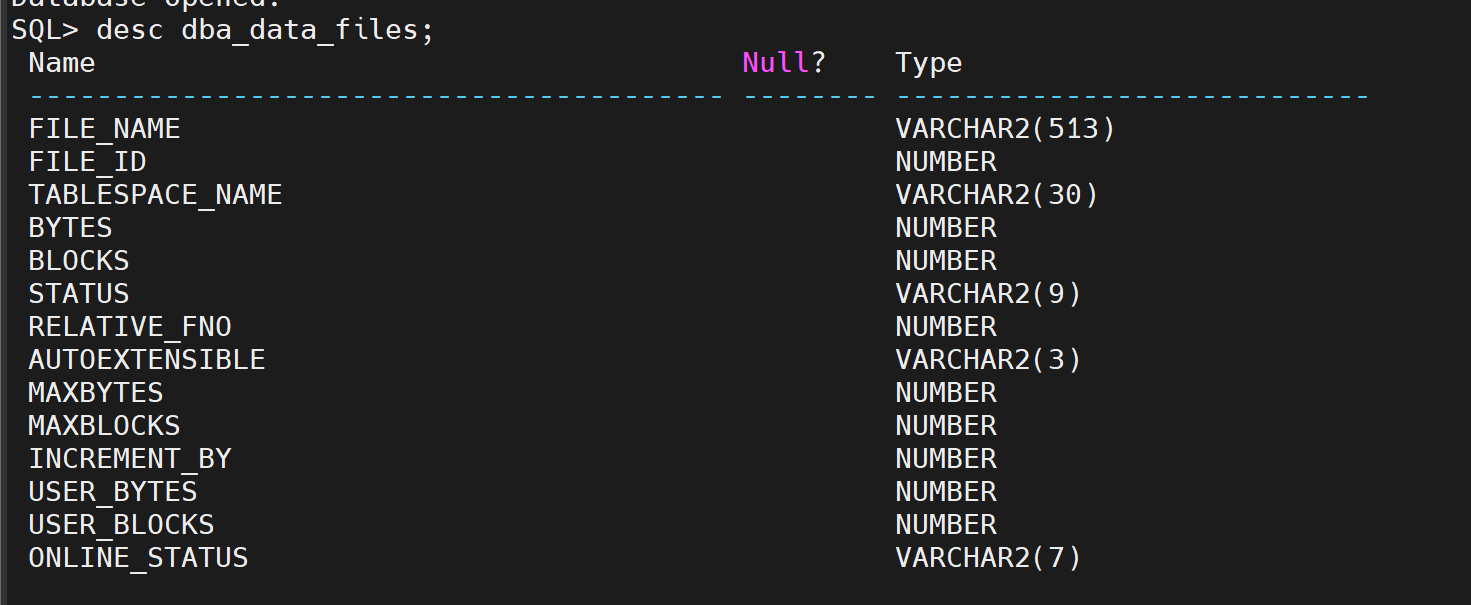 Database opened.
SQL> desc dba_data_files;
Name Null? Type
----------------------------------------- -------- ----------------------------
FILE_NAME VARCHAR2(513)
FILE_ID NUMBER
TABLESPACE_NAME VARCHAR2(30)
BYTES NUMBER
BLOCKS NUMBER
STATUS VARCHAR2(9)
RELATIVE_FNO NUMBER
AUTOEXTENSIBLE VARCHAR2(3)
MAXBYTES NUMBER
MAXBLOCKS NUMBER
INCREMENT_BY NUMBER
USER_BYTES NUMBER
USER_BLOCKS NUMBER
ONLINE_STATUS VARCHAR2(7)